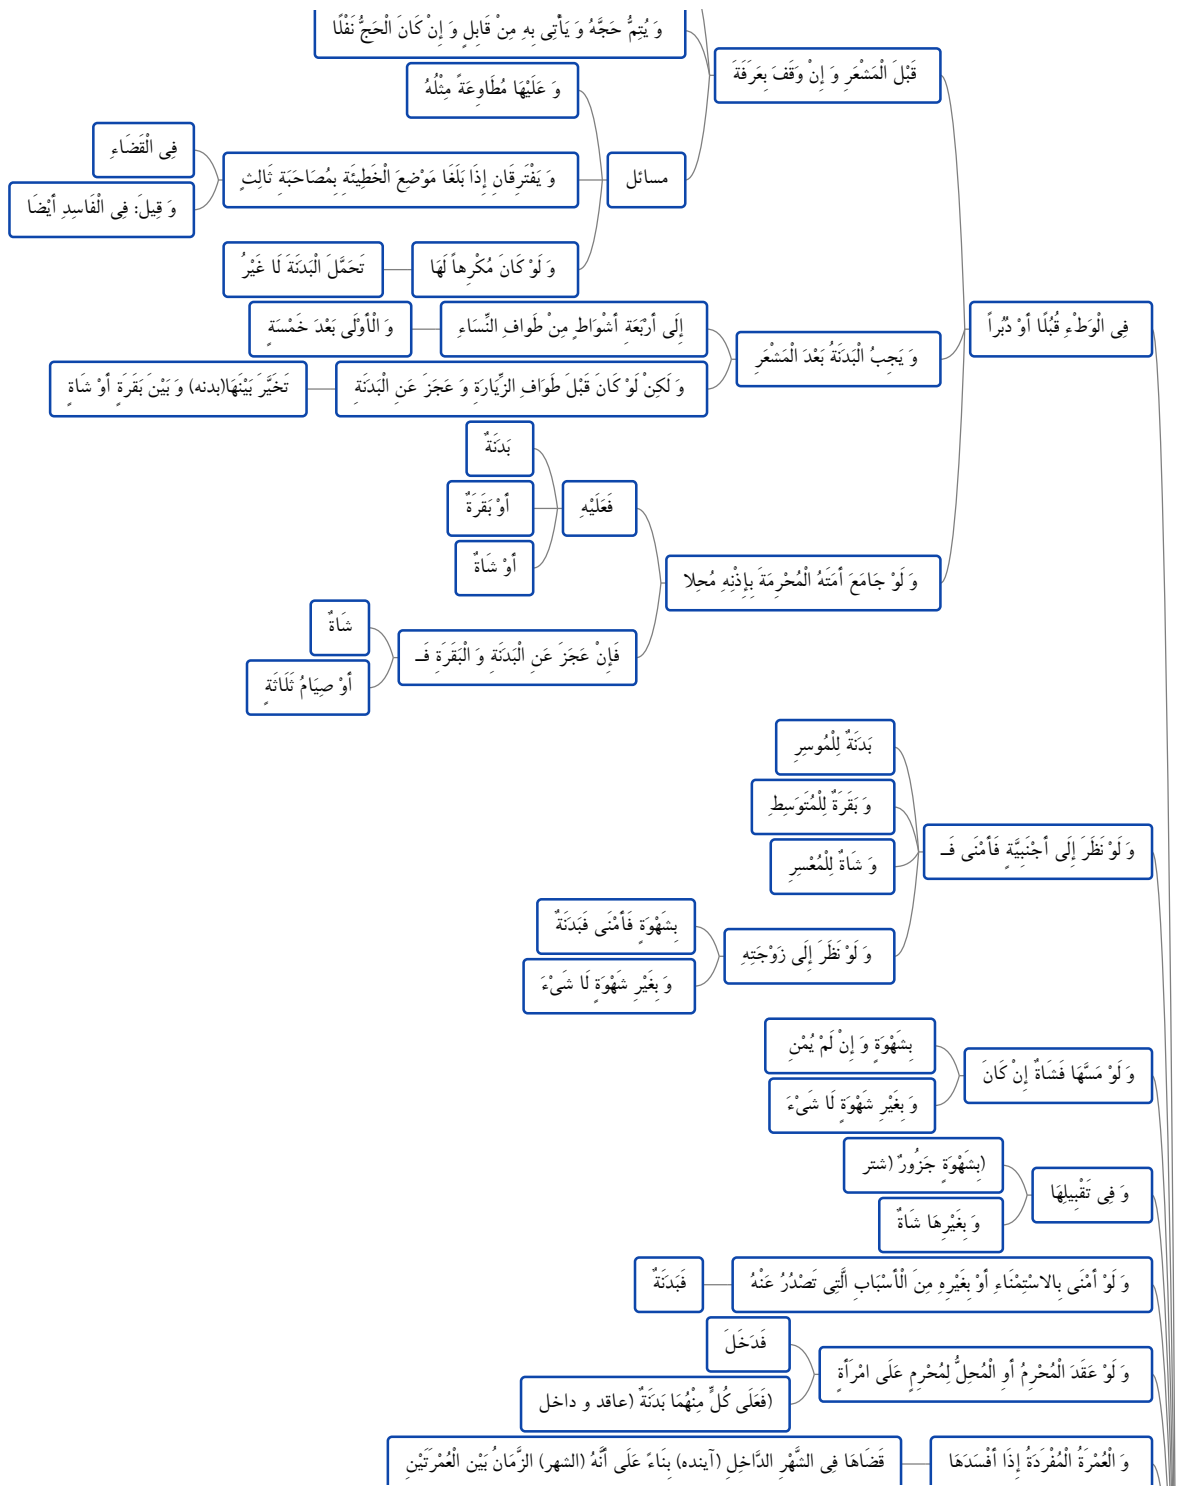 وَ يُتِمُّ حَجَّهُ وَ يَأْتِى بِهِ مِنْ قَابِلٍ وَ إِنْ كَانَ الْحَجُّ نَفْلًا
قَبْلَ الْمَشْعَرِ وَ إِنْ وَقَفَ بِعَرَفَةَ
وَ عَلَيْهَا مُطَاوِعَةً مِثْلُهُ
مسائل
وَ يَفْتَرِقَانِ إِذَا بَلَغَا مَوْضِعَ الْخَطِيئَةِ بِمُصَاحَبَةِ ثَالِثٍ
فِى الْقَضَاءِ
وَ قِيلَ: فِى الْفَاسِدِ أَيْضًا
وَ لَوْ كَانَ مُكْرِهاً لَهَا
تَحَمَّلَ الْبَدَنَةَ لَا غَيْرُ
فِى الْوَطْءِ قُبُلًا أَوْ دُبُراً
وَ يَجِبُ الْبَدَنَةُ بَعْدَ الْمَشْعَرِ
إِلَى أَرْبَعَةِ أَشْوَاطٍ مِنْ طَوافِ النِّسَاءِ
وَ الْأَوْلَى بَعْدَ خَمْسَةٍ
وَ لَكِنْ لَوْ كَانَ قَبْلَ طَوَافِ الزِّيَارَةِ وَ عَجَزَ عَنِ الْبَدَنَةِ
تَخَيَّرَ بَيْنَهَا(بدنه) وَ بَيْنَ بَقَرَةٍ أَوْ شَاةٍ
وَ لَوْ جَامَعَ أَمَتَهُ الْمُحْرِمَةَ بِإِذْنِهِ مُحِلا
فَعَلَيْهِ
بَدَنَةٌ
أَوْ بَقَرَةٌ
أَوْ شَاةٌ
فَإِنْ عَجَزَ عَنِ الْبَدَنَةِ وَ الْبَقَرَةِ فَـ
شَاةٌ
أَوْ صِيَامُ ثَلَاثَةٍ
وَ لَوْ نَظَرَ إِلَى أَجْنَبِيَّةٍ فَأَمْنَى فَـ
بَدَنَةٌ لِلْمُوسِرِ
وَ بَقَرَةٌ لِلْمُتَوَسِطِ
وَ شَاةٌ لِلْمُعْسِرِ
وَ لَوْ نَظَرَ إِلَى زَوْجَتِهِ
بِشَهْوَةٍ فَأَمْنَى فَبَدَنَةٌ
وَ بِغَيْرِ شَهْوَةٍ لَا شَىْءَ
وَ لَوْ مَسَّهَا فَشَاةٌ إِنْ كَانَ
بِشَهْوَةٍ وَ إِنْ لَمْ يُمْنِ
وَ بِغَيْرِ شَهْوَةٍ لَا شَىْءَ
وَ فِى تَقْبِيلِهَا
(بِشَهْوَةٍ جَزُورٌ (شتر
وَ بِغَيْرِهَا شَاةٌ
وَ لَوْ أَمْنَى بِالاسْتِمْنَاءِ أَوْ بِغَيْرِهِ مِنَ الْأَسْبَابِ الَّتِى تَصْدُرُ عَنْهُ
فَبَدَنَةٌ
وَ لَوْ عَقَدَ الْمُحْرِمُ أَوِ الْمُحِلُّ لِمُحْرِمٍ عَلَى امْرَأَةٍ
فَدَخَلَ
(فَعَلَى كُلٍّ مِنْهُمَا بَدَنَةٌ (عاقد و داخل
وَ الْعُمْرَةُ الْمُفْرَدَةُ إِذَا أَفْسَدَهَا
قَضَاهَا فِى الشَّهْرِ الدَّاخِلِ (آينده) بِنَاءً عَلَى أَنَّهُ (الشهر) الزَّمَانُ بَيْنَ الْعُمْرَتَيْنِ